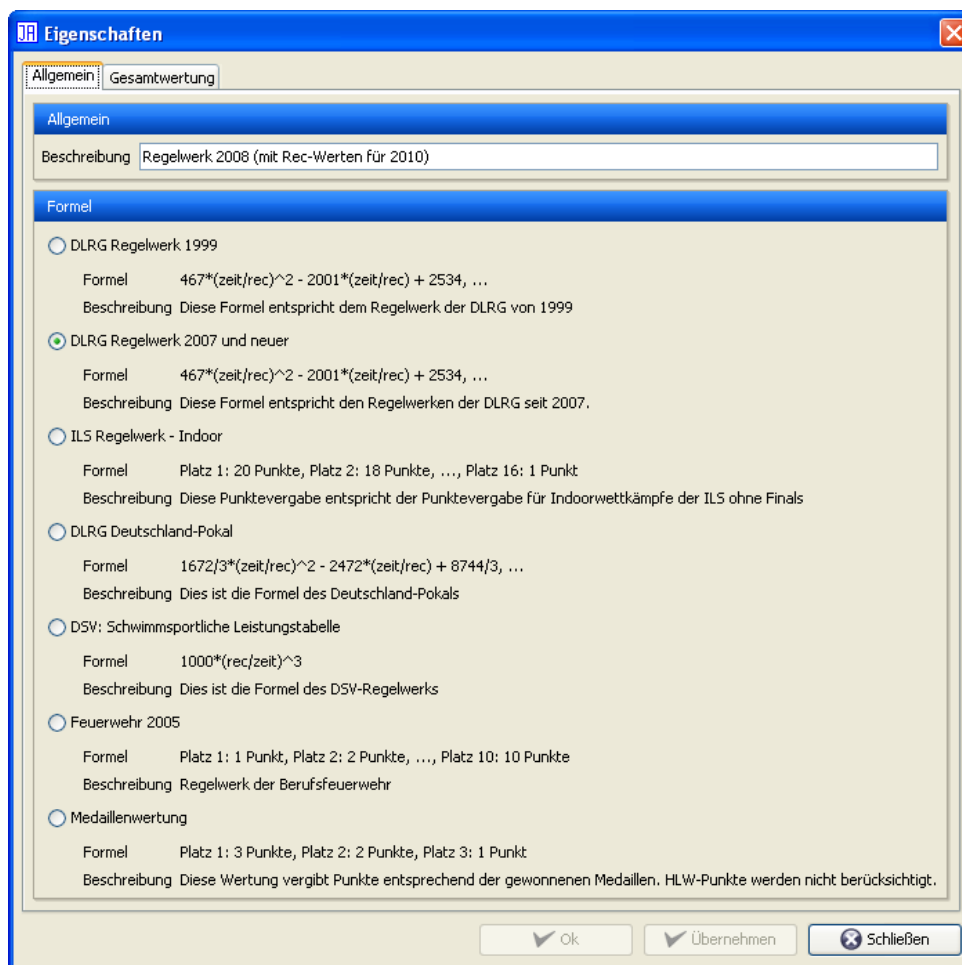 JA Eigenschaften
Allgemein Gesamtwertung
Allgemein
Beschreibung Regelwerk 2008 (mit Rec-Werten für 2010)
Formel
DLRG Regelwerk 1999
Formel 467*(zeit/rec)^2 - 2001*(zeit/rec) + 2534, ...
Beschreibung Diese Formel entspricht dem Regelwerk der DLRG von 1999
DLRG Regelwerk 2007 und neuer
Formel 467*(zeit/rec)^2 - 2001*(zeit/rec) + 2534, ...
Beschreibung Diese Formel entspricht den Regelwerken der DLRG seit 2007.
ILS Regelwerk - Indoor
Formel Platz 1: 20 Punkte, Platz 2: 18 Punkte, ..., Platz 16: 1 Punkt
Beschreibung Diese Punktevergabe entspricht der Punktevergabe für Indoorwettkämpfe der ILS ohne Finals
DLRG Deutschland-Pokal
Formel 1672/3*(zeit/rec)^2 - 2472*(zeit/rec) + 8744/3, ...
Beschreibung Dies ist die Formel des Deutschland-Pokals
DSV: Schwimmsportliche Leistungstabelle
Formel 1000*(rec/zeit)^3
Beschreibung Dies ist die Formel des DSV-Regelwerks
Feuerwehr 2005
Formel Platz 1: 1 Punkt, Platz 2: 2 Punkte, ..., Platz 10: 10 Punkte
Beschreibung Regelwerk der Berufsfeuerwehr
Medaillenwertung
Formel Platz 1: 3 Punkte, Platz 2: 2 Punkte, Platz 3: 1 Punkt
Beschreibung Diese Wertung vergibt Punkte entsprechend der gewonnenen Medaillen. HLW-Punkte werden nicht berücksichtigt.
Ok Übernehmen Schließen